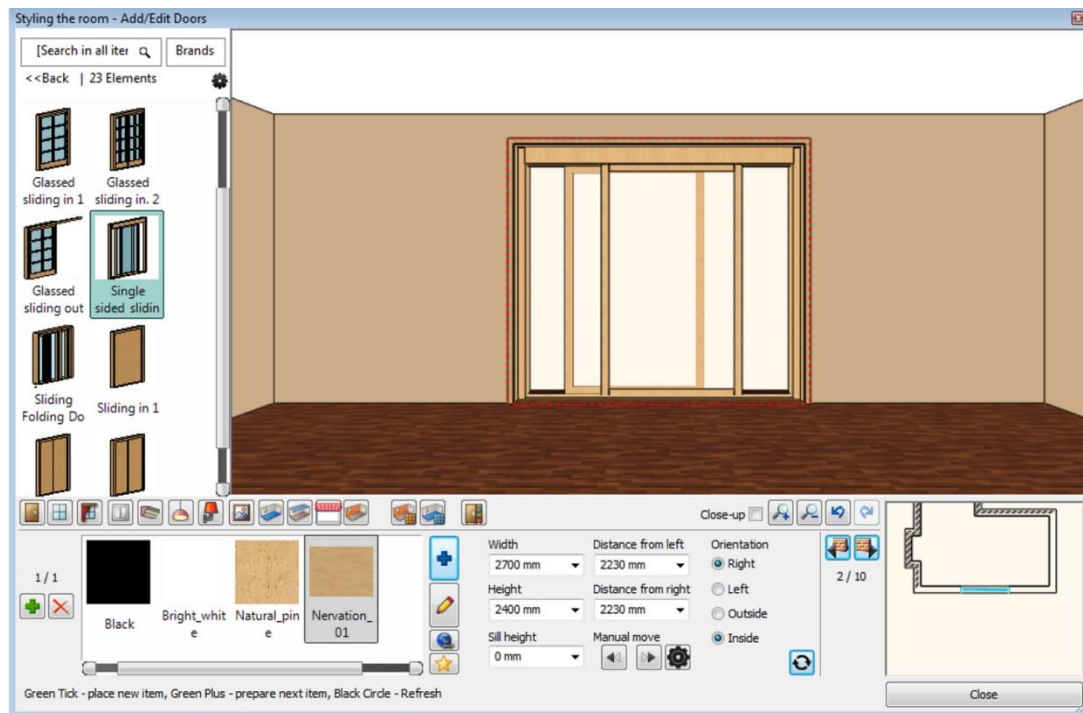 Styling the room - Add/Edit Doors
[Search in all iter
Brands
<<Back | 23 Elements
Glassed
sliding in 1
Glassed
sliding in. 2
Glassed
sliding out
Single
sided slidin
Sliding
Folding Do
Sliding in 1
Close-up
1 / 1
Black
Bright_whit
e
Natural_pin
e
Nervation_
01
Width
2700 mm
Height
2400 mm
Sill height
0 mm
Distance from left
2230 mm
Distance from right
2230 mm
Manual move
Orientation
Right
Left
Outside
Inside
2 / 10
Green Tick - place new item, Green Plus - prepare next item, Black Circle - Refresh
Close